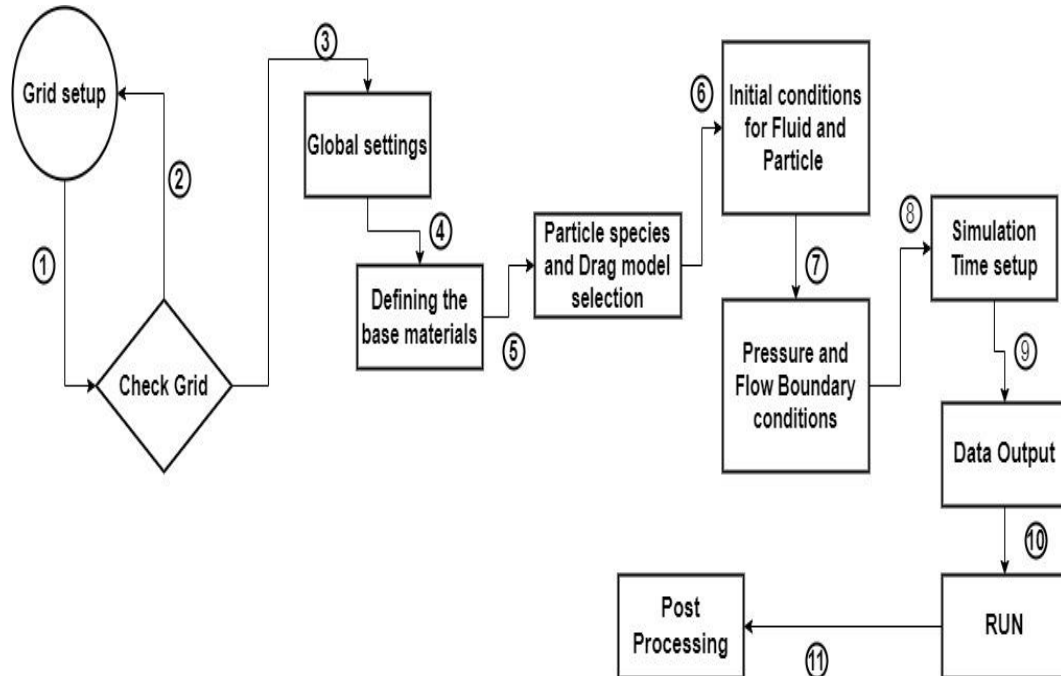 Grid setup
①
②
Check Grid
③
Global settings
④
Defining the
base materials
⑤
Particle species
and Drag model
selection
⑥
Initial conditions
for Fluid and
Particle
⑦
Pressure and
Flow Boundary
conditions
⑧
Simulation
Time setup
⑨
Data Output
⑩
RUN
⑪
Post
Processing